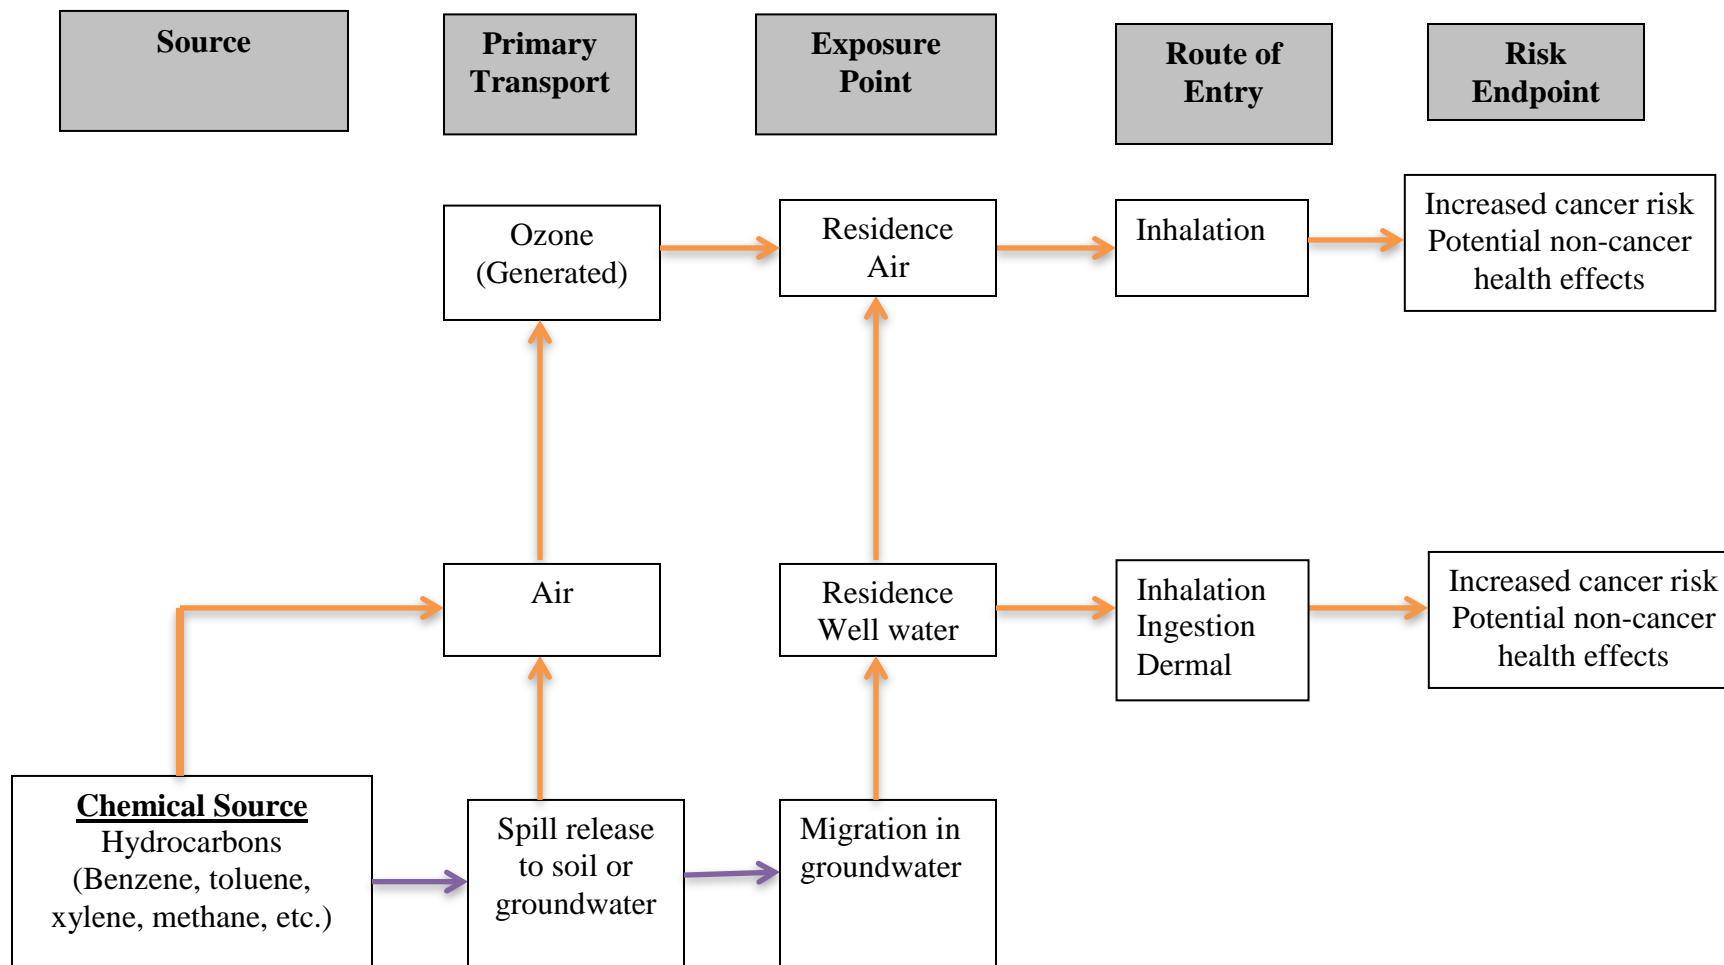 Source
Primary
Transport
Exposure
Point
Route of
Entry
Risk
Endpoint
Ozone
(Generated)
Residence
Air
Inhalation
Increased cancer risk
Potential non-cancer
health effects
Air
Residence
Well water
Inhalation
Ingestion
Dermal
Increased cancer risk
Potential non-cancer
health effects
Chemical Source
Hydrocarbons
(Benzene, toluene,
xylene, methane, etc.)
Spill release
to soil or
groundwater
Migration in
groundwater